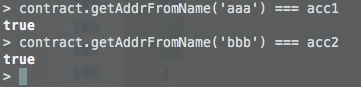 > contract.getAddrFromName('aaa') === acc1
true
> contract.getAddrFromName('bbb') === acc2
true
>